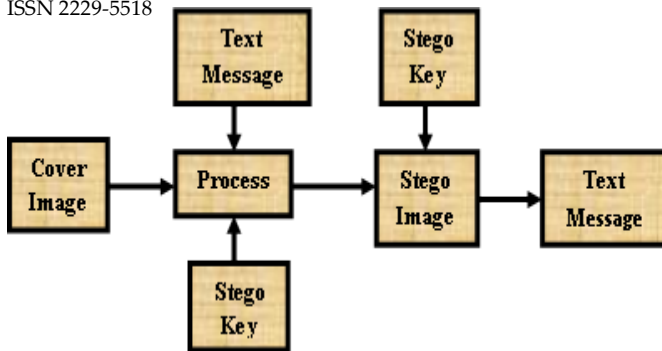 ISSN 2229-5518
Text
Message
Stego
Key
Cover
Image
Process
Stego
Image
Text
Message
Stego
Key